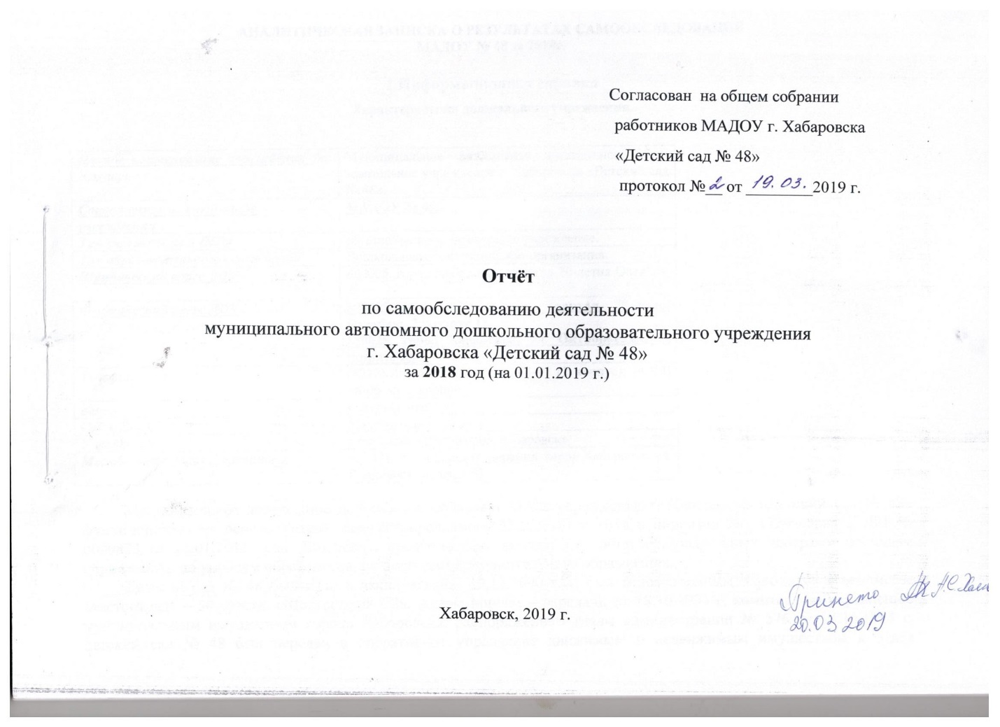 Согласован на общем собрании
работников МАДОУ г. Хабаровска
«Детский сад № 48»
протокол № 2 от 19.03. 2019 г.
Отчёт
по самообследованию деятельности
муниципального автономного дошкольного образовательного учреждения
г. Хабаровска «Детский сад № 48»
за 2018 год (на 01.01.2019 г.)
Принято
20.03 2019
Хабаровск, 2019 г.